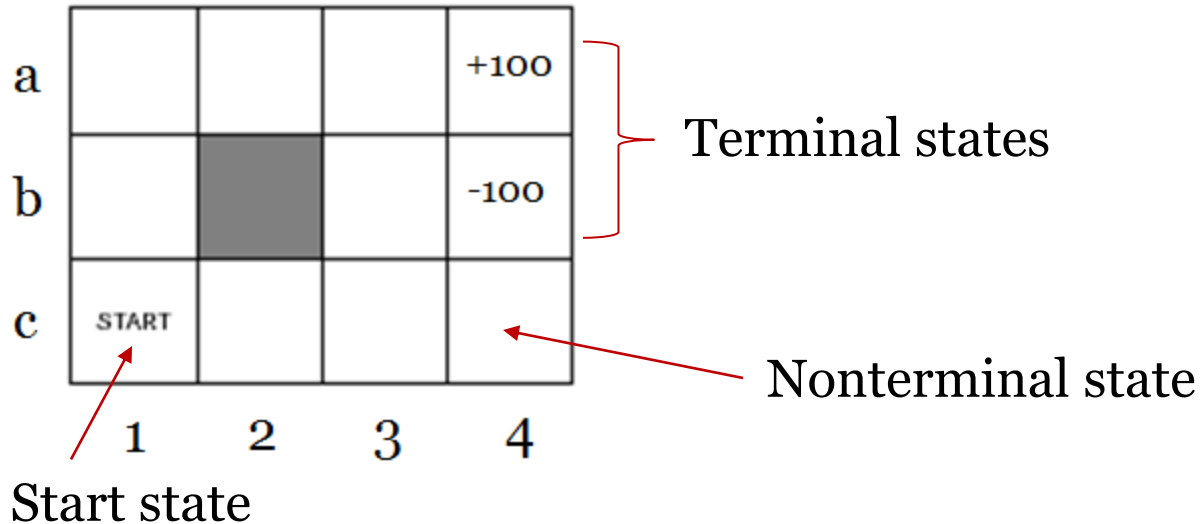 a
+100
Terminal states
b
-100
c
START
Nonterminal state
1 2 3 4
Start state